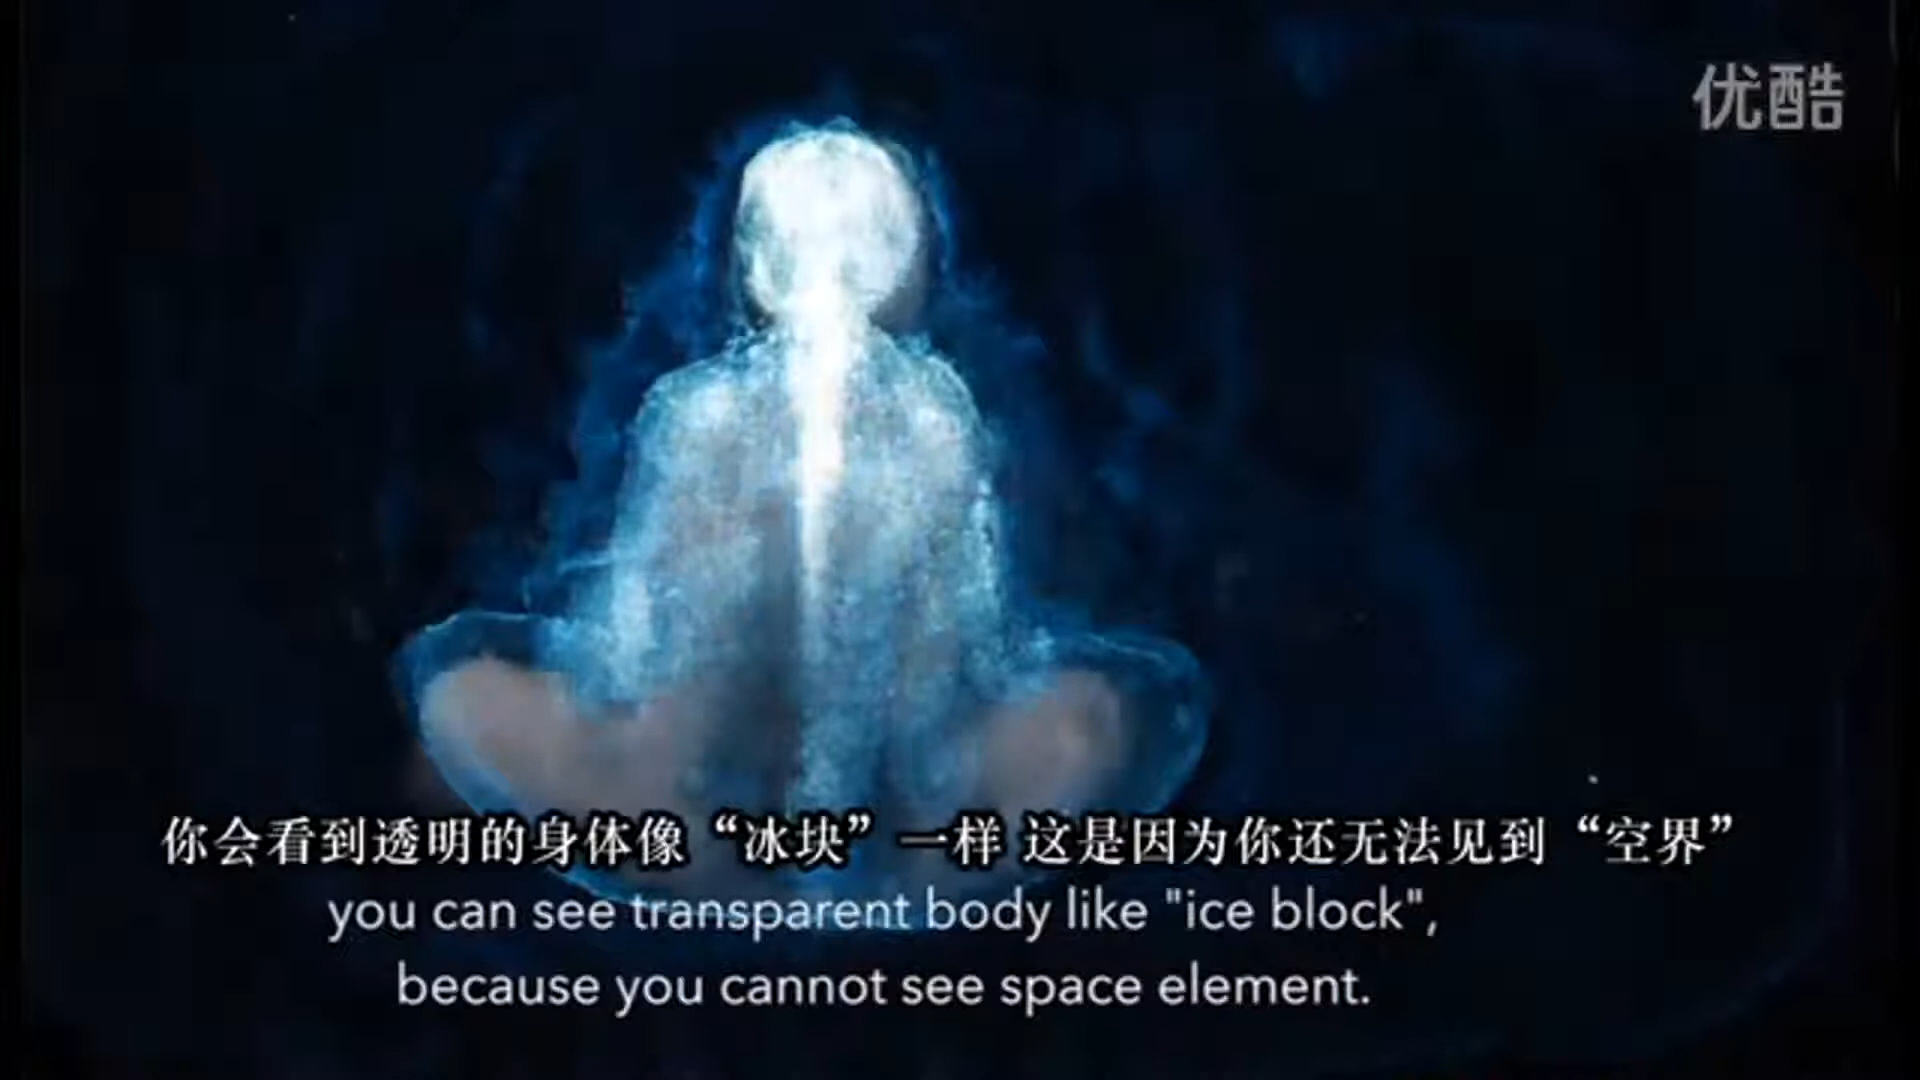 优酷
你会看到透明的身体像“冰块”一样 这是因为你还无法见到“空界”
you can see transparent body like "ice block",
because you cannot see space element.